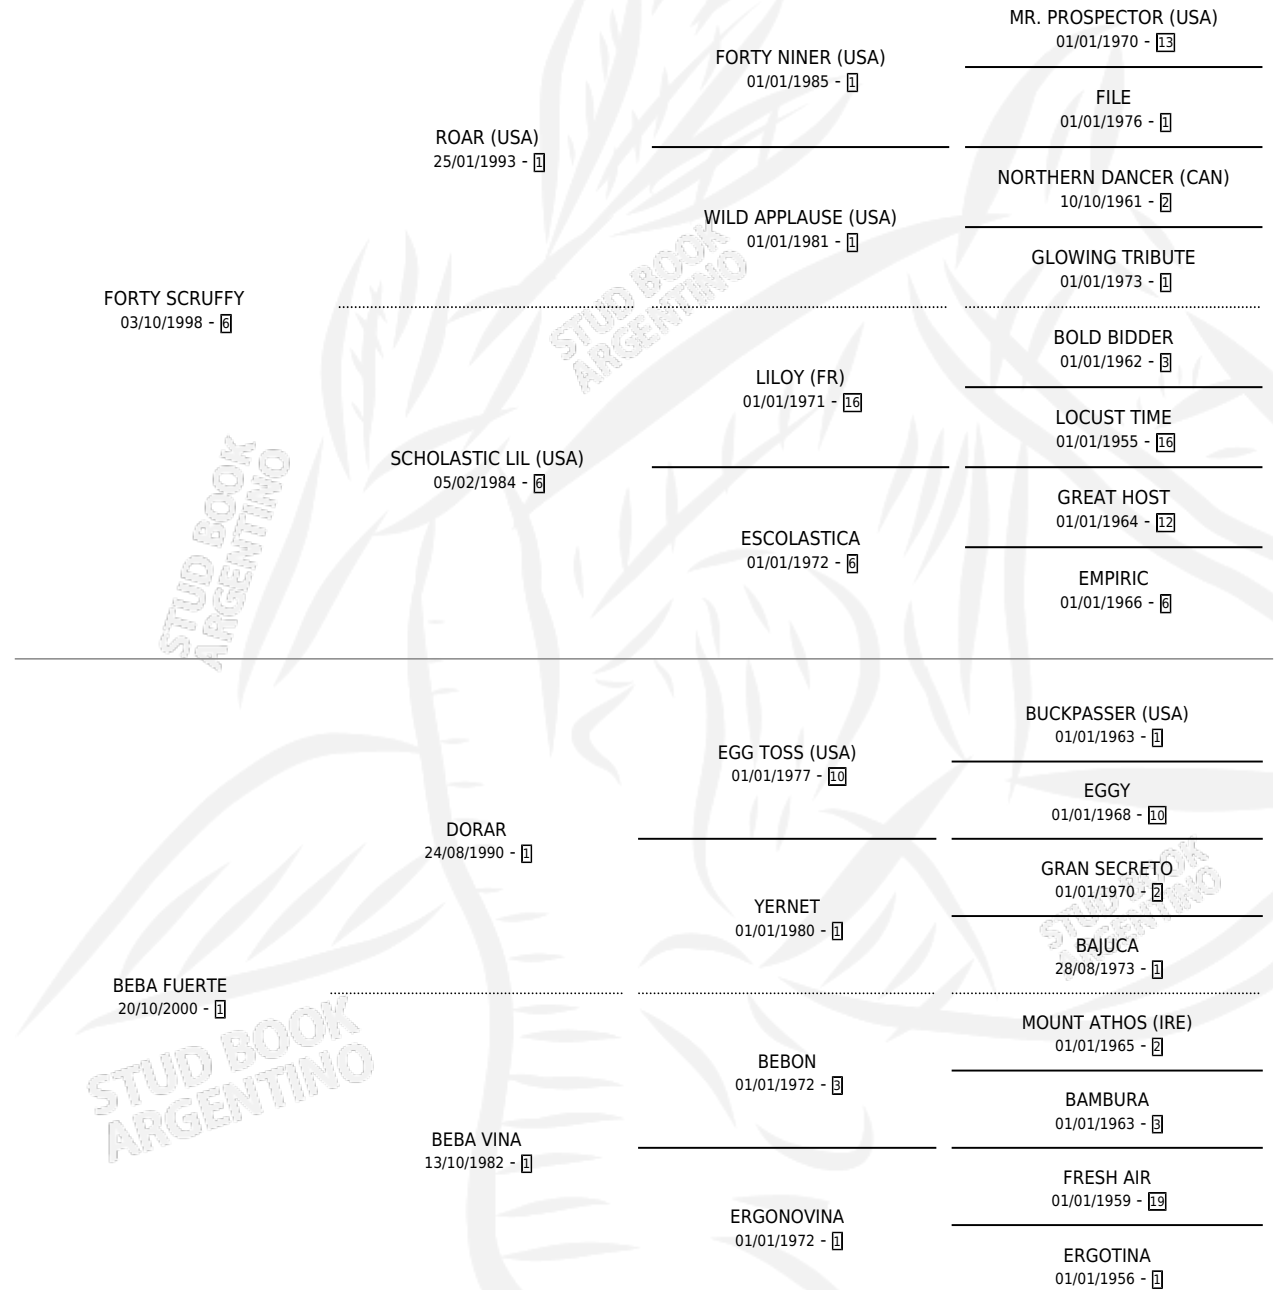 MR. PROSPECTOR (USA)
01/01/1970 - 13
FORTY NINER (USA)
01/01/1985 - 1
FILE
01/01/1976 - 1
ROAR (USA)
25/01/1993 - 1
NORTHERN DANCER (CAN)
10/10/1961 - 2
WILD APPLAUSE (USA)
01/01/1981 - 1
GLOWING TRIBUTE
01/01/1973 - 1
FORTY SCRUFFY
03/10/1998 - 6
BOLD BIDDER
01/01/1962 - 3
LILOY (FR)
01/01/1971 - 16
LOCUST TIME
01/01/1955 - 16
SCHOLASTIC LIL (USA)
05/02/1984 - 6
GREAT HOST
01/01/1964 - 12
ESCOLASTICA
01/01/1972 - 6
EMPIRIC
01/01/1966 - 6
STUD BOOK
ARGENTINO
STUD BOOK
ARGENTINO
BUCKPASSER (USA)
01/01/1963 - 1
EGG TOSS (USA)
01/01/1977 - 10
EGGY
01/01/1968 - 10
DORAR
24/08/1990 - 1
GRAN SECRETO
01/01/1970 - 2
YERNET
01/01/1980 - 1
BAJUCA
28/08/1973 - 1
STUD BOOK
ARGENTINO
BEBA FUERTE
20/10/2000 - 1
MOUNT ATHOS (IRE)
01/01/1965 - 2
BEBON
01/01/1972 - 3
BAMBURA
01/01/1963 - 3
STUD BOOK
ARGENTINO
BEBA VINA
13/10/1982 - 1
FRESH AIR
01/01/1959 - 19
ERGONOVINA
01/01/1972 - 1
ERGOTINA
01/01/1956 - 1